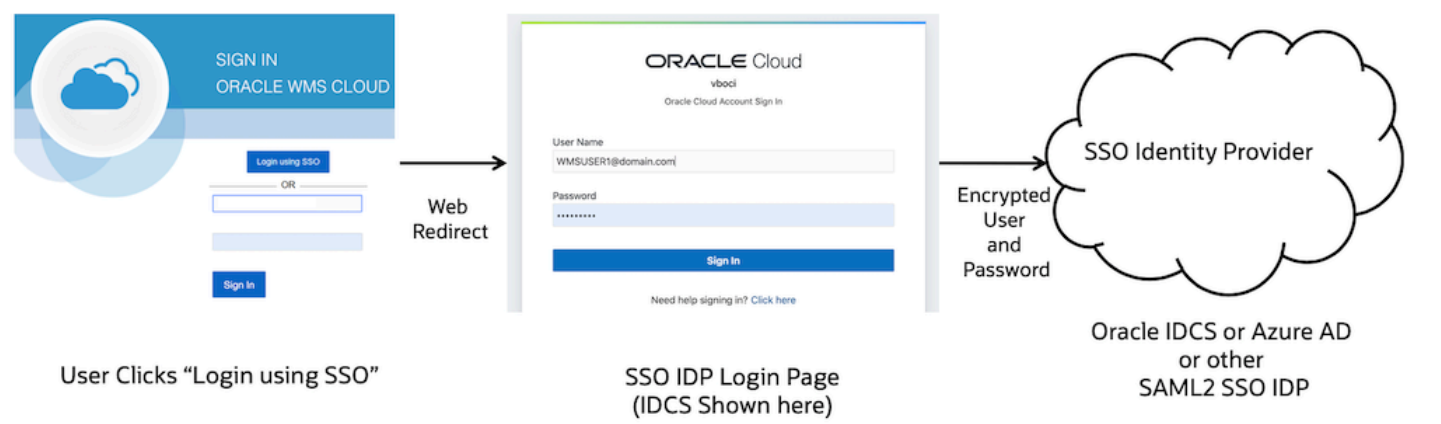 SIGN IN
ORACLE WMS CLOUD
Login using SSO
OR
Sign In
User Clicks “Login using SSO”
Web
Redirect
ORACLE Cloud
vboci
Oracle Cloud Account Sign In
User Name
WMSUSER1@domain.com
Password
•••••••••
Sign In
Need help signing in? Click here
SSO IDP Login Page
(IDCS Shown here)
Encrypted
User
and
Password
SSO Identity Provider
Oracle IDCS or Azure AD
or other
SAML2 SSO IDP